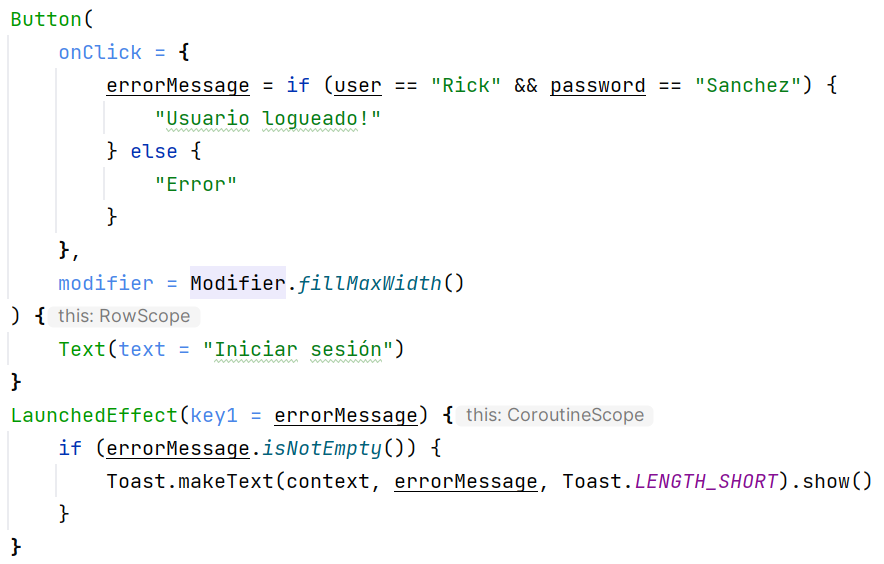 Button(
    onClick = {
        errorMessage = if (user == "Rick" && password == "Sanchez") {
            "Usuario logueado!"
        } else {
            "Error"
        }
    },
    modifier = Modifier.fillMaxWidth()
) { this: RowScope
    Text(text = "Iniciar sesión")
}
LaunchedEffect(key1 = errorMessage) { this: CoroutineScope
    if (errorMessage.isNotEmpty()) {
        Toast.makeText(context, errorMessage, Toast.LENGTH_SHORT).show()
    }
}